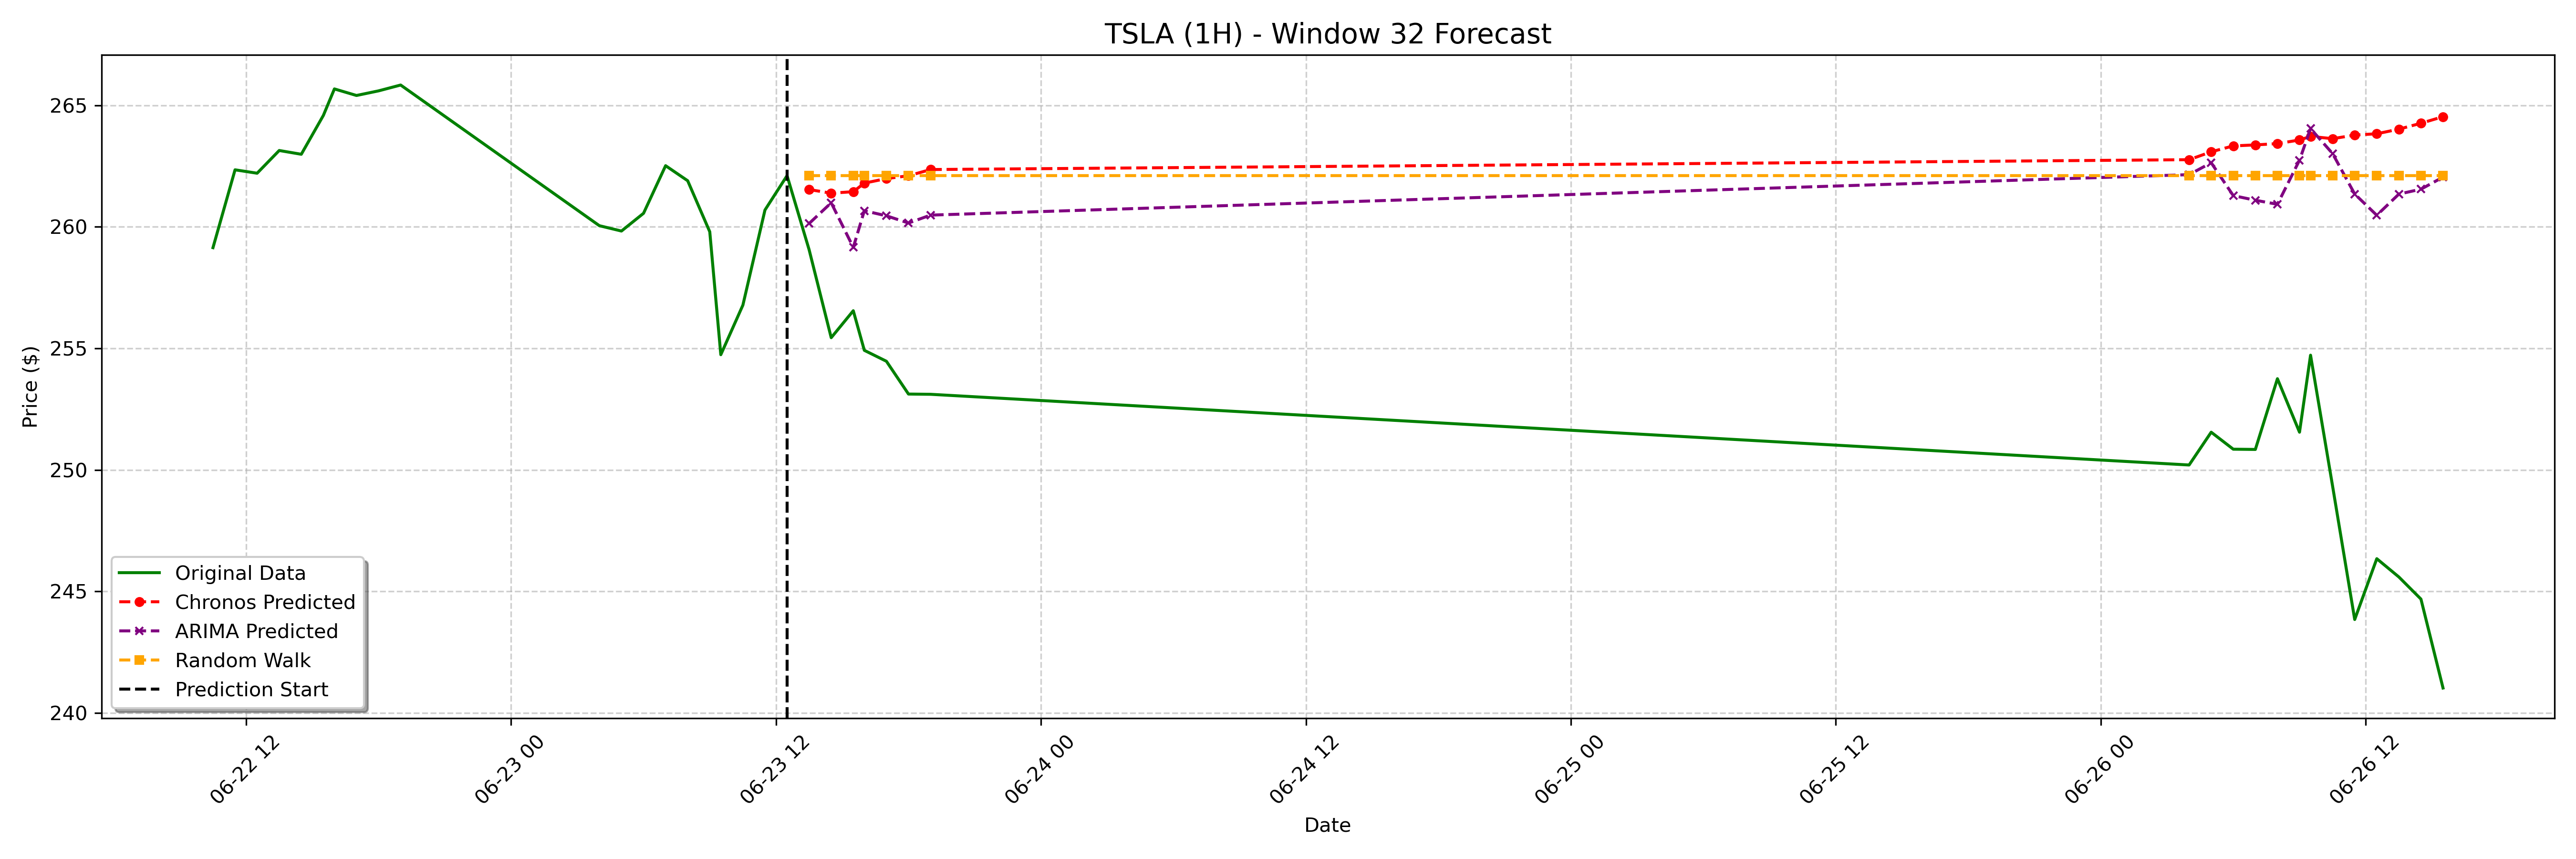 TSLA (1H) - Window 32 Forecast
Price ($)
265
260
255
250
245
240
Original Data
Chronos Predicted
ARIMA Predicted
Random Walk
Prediction Start
06-22 12
06-23 00
06-23 12
06-24 00
06-24 12
06-25 00
06-25 12
06-26 00
06-26 12
Date